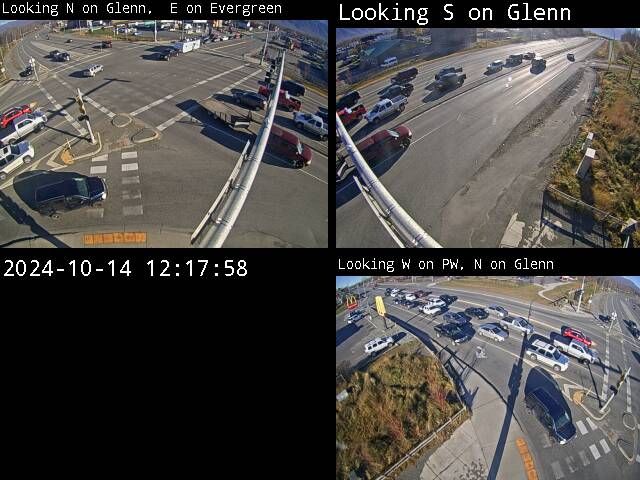 Looking N on Glenn,  E on Evergreen
Looking S on Glenn
2024-10-14 12:17:58
Looking W on PW, N on Glenn